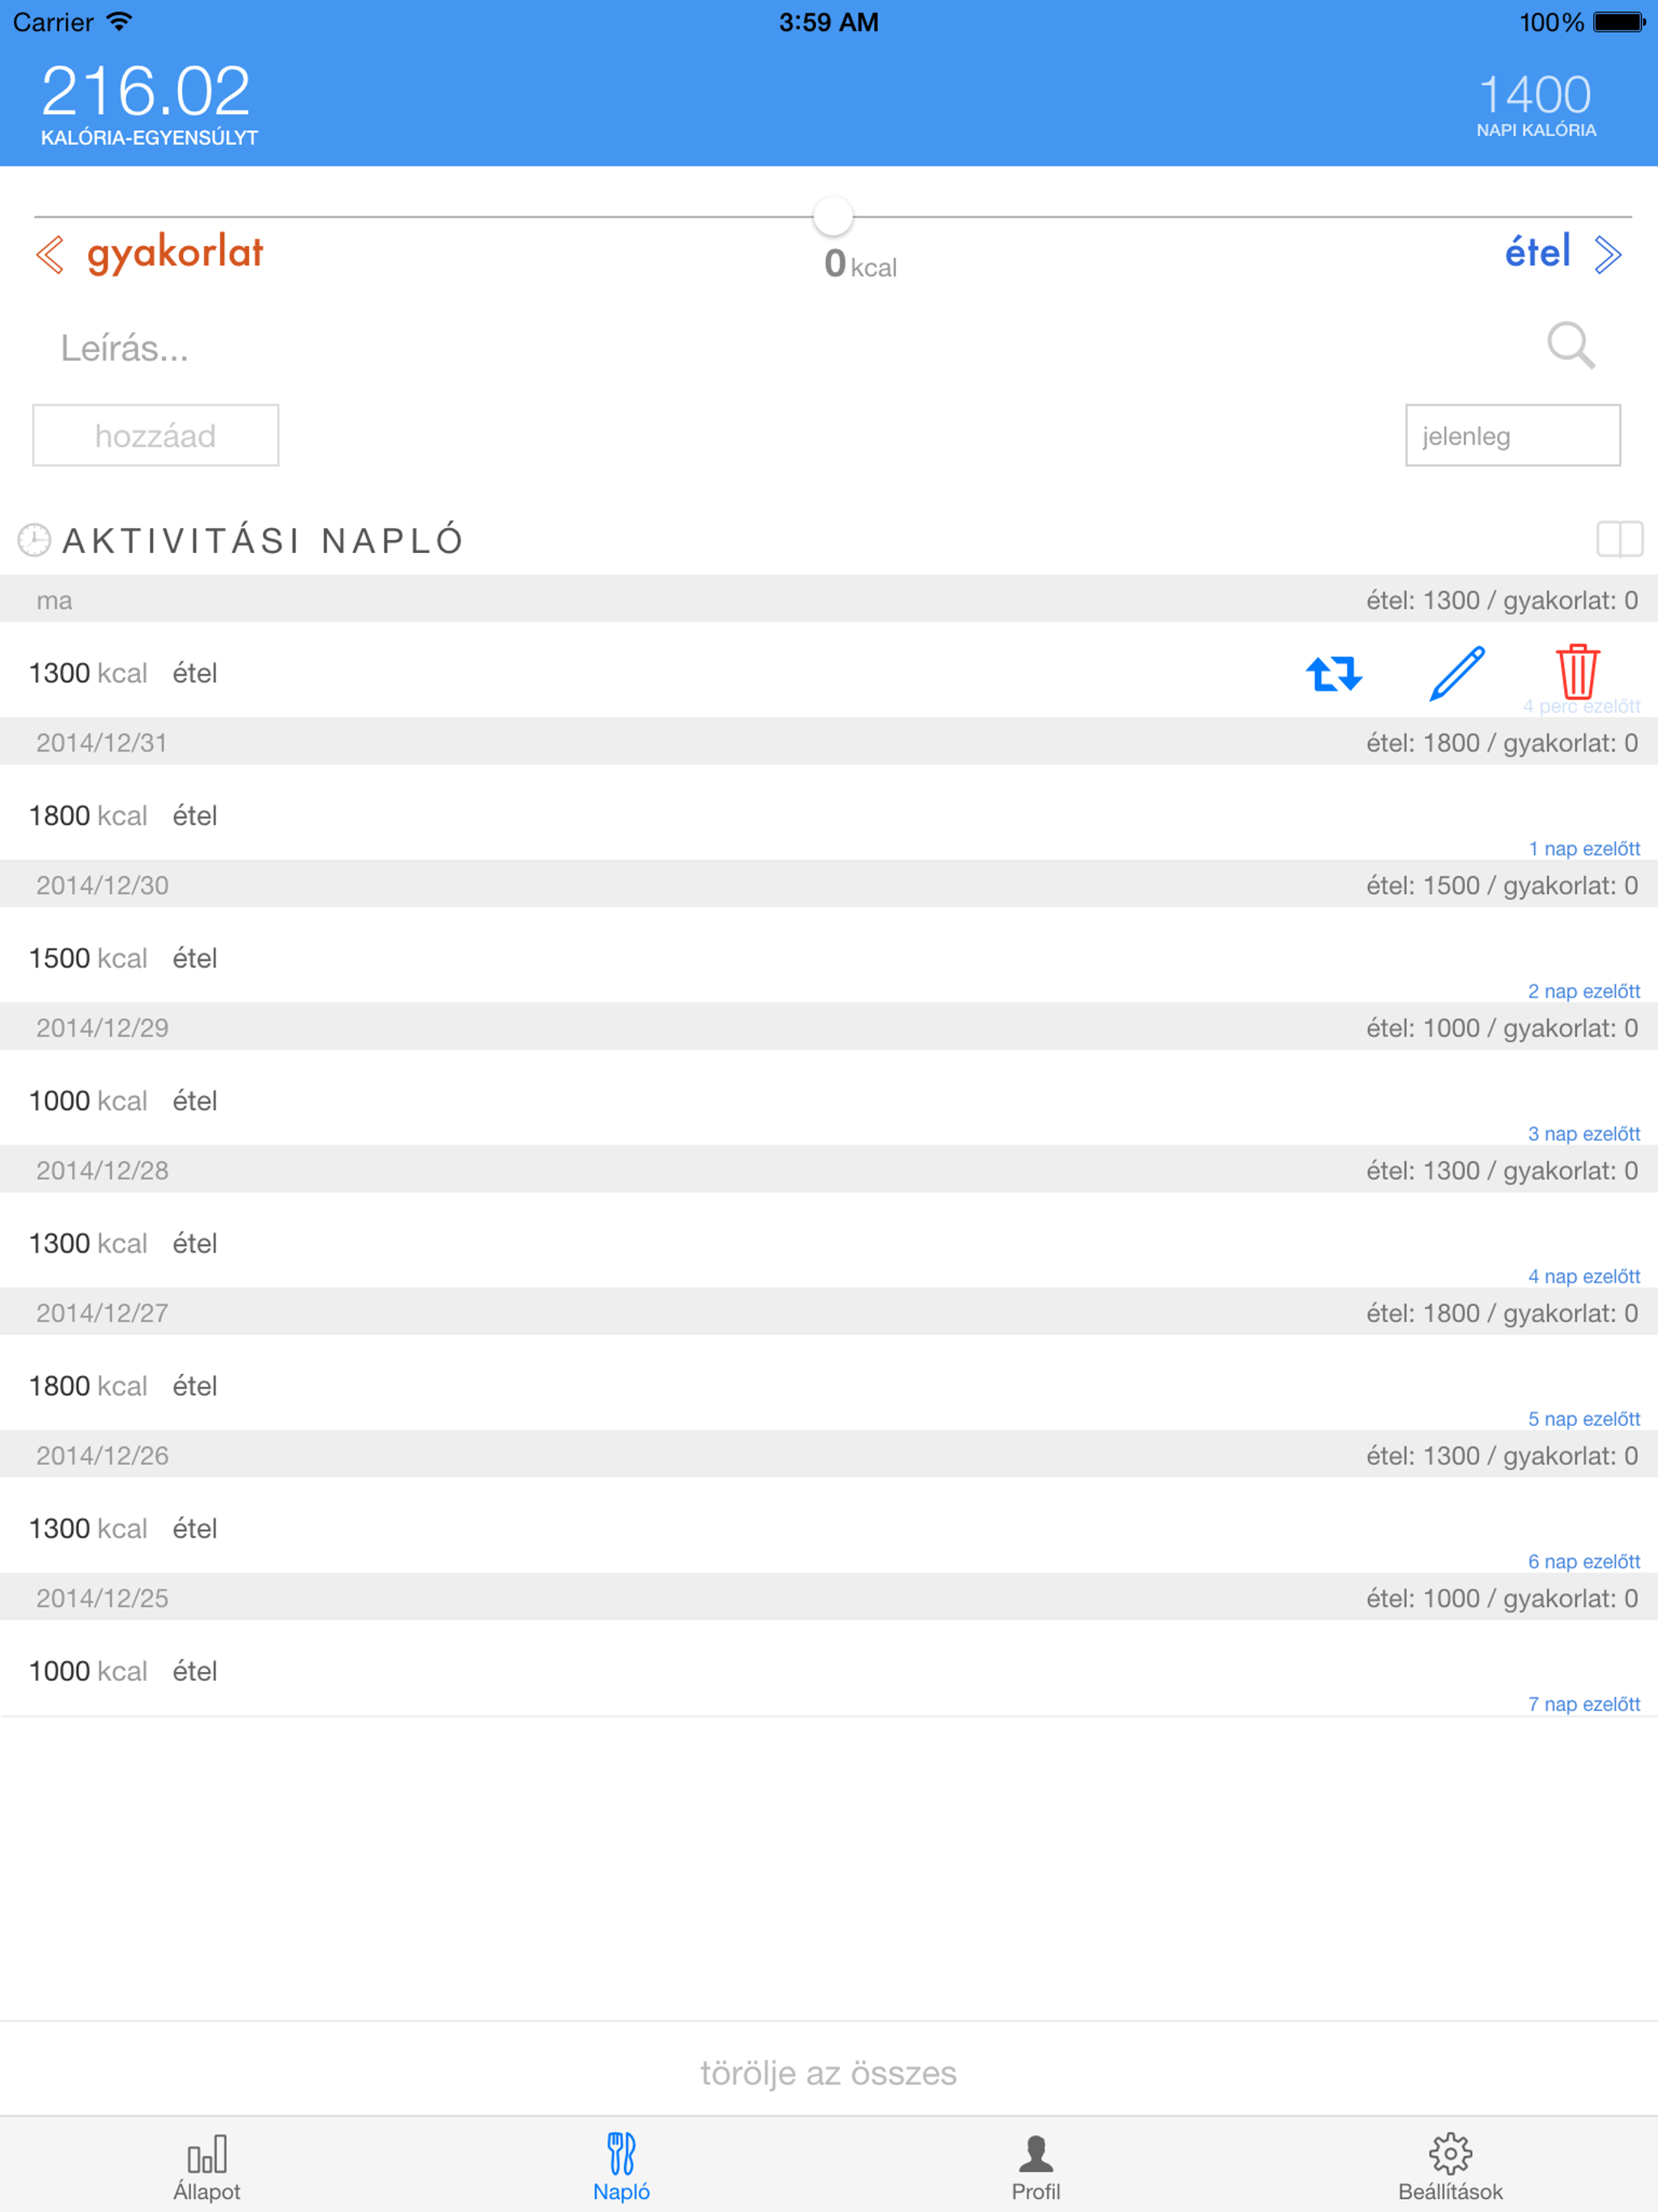 Carrier 3:59 AM 100%
216.02 1400
KALÓRIA-EGYENSÚLYT NAPI KALÓRIA
gyakorlat 0 kcal étel
Leírás...
hozzáad jelenleg
AKTIVITÁSI NAPLÓ
ma étel: 1300 / gyakorlat: 0
1300 kcal étel
4 perc ezelőtt
2014/12/31 étel: 1800 / gyakorlat: 0
1800 kcal étel
1 nap ezelőtt
2014/12/30 étel: 1500 / gyakorlat: 0
1500 kcal étel
2 nap ezelőtt
2014/12/29 étel: 1000 / gyakorlat: 0
1000 kcal étel
3 nap ezelőtt
2014/12/28 étel: 1300 / gyakorlat: 0
1300 kcal étel
4 nap ezelőtt
2014/12/27 étel: 1800 / gyakorlat: 0
1800 kcal étel
5 nap ezelőtt
2014/12/26 étel: 1300 / gyakorlat: 0
1300 kcal étel
6 nap ezelőtt
2014/12/25 étel: 1000 / gyakorlat: 0
1000 kcal étel
7 nap ezelőtt
törölje az összes
Állapot Napló Profil Beállítások